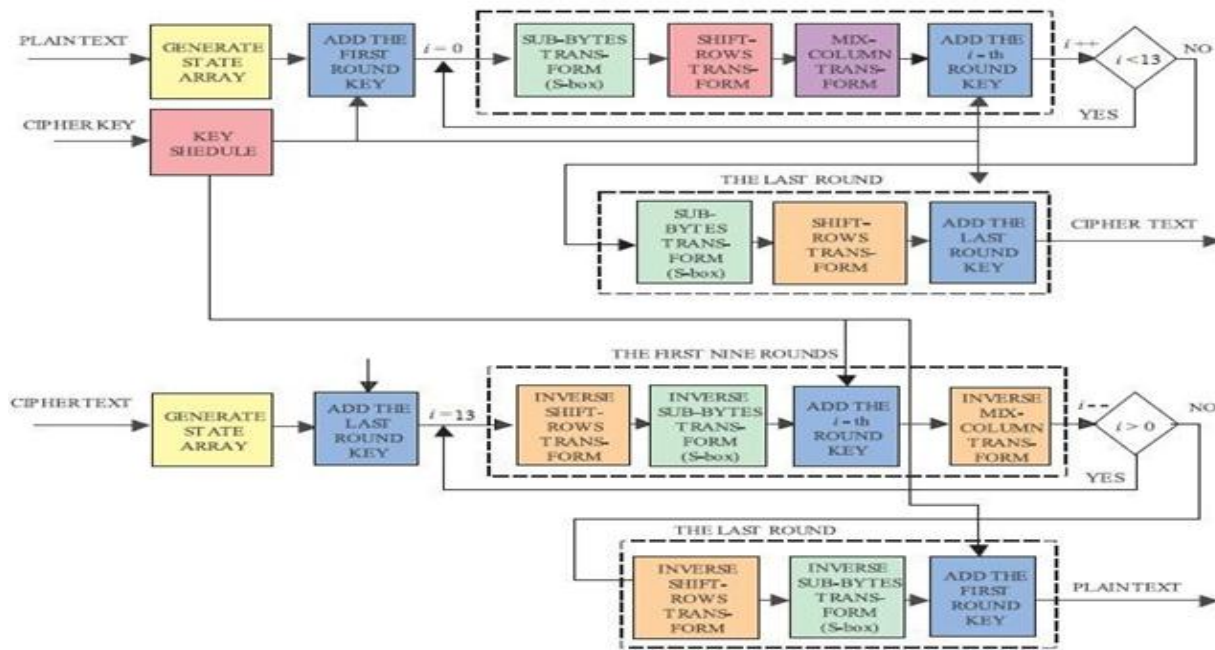 PLAINTEXT
GENERATE
STATE
ARRAY
ADD THE
FIRST
ROUND
KEY
i = 0
SUB-BYTES
TRANS-
FORM
(S-box)
SHIFT-
ROWS
TRANS-
FORM
MIX-
COLUMN
TRANS-
FORM
ADD THE
i - th
ROUND
KEY
i ++
i < 13
NO
YES
CIPHER KEY
KEY
SHEDULE
THE LAST ROUND
SUB-
BYTES
TRANS-
FORM
(S-box)
SHIFT-
ROWS
TRANS-
FORM
ADD THE
LAST
ROUND
KEY
CIPHER TEXT
THE FIRST NINE ROUNDS
CIPHERTEXT
GENERATE
STATE
ARRAY
ADD THE
LAST
ROUND
KEY
i = 13
INVERSE
SHIFT-
ROWS
TRANS-
FORM
INVERSE
SUB-BYTES
TRANS-
FORM
(S-box)
ADD THE
i - th
ROUND
KEY
INVERSE
MIX-
COLUMN
TRANS-
FORM
i --
i > 0
NO
YES
THE LAST ROUND
INVERSE
SHIFT-
ROWS
TRANS-
FORM
INVERSE
SUB-BYTES
TRANS-
FORM
(S-box)
ADD THE
FIRST
ROUND
KEY
PLAINTEXT